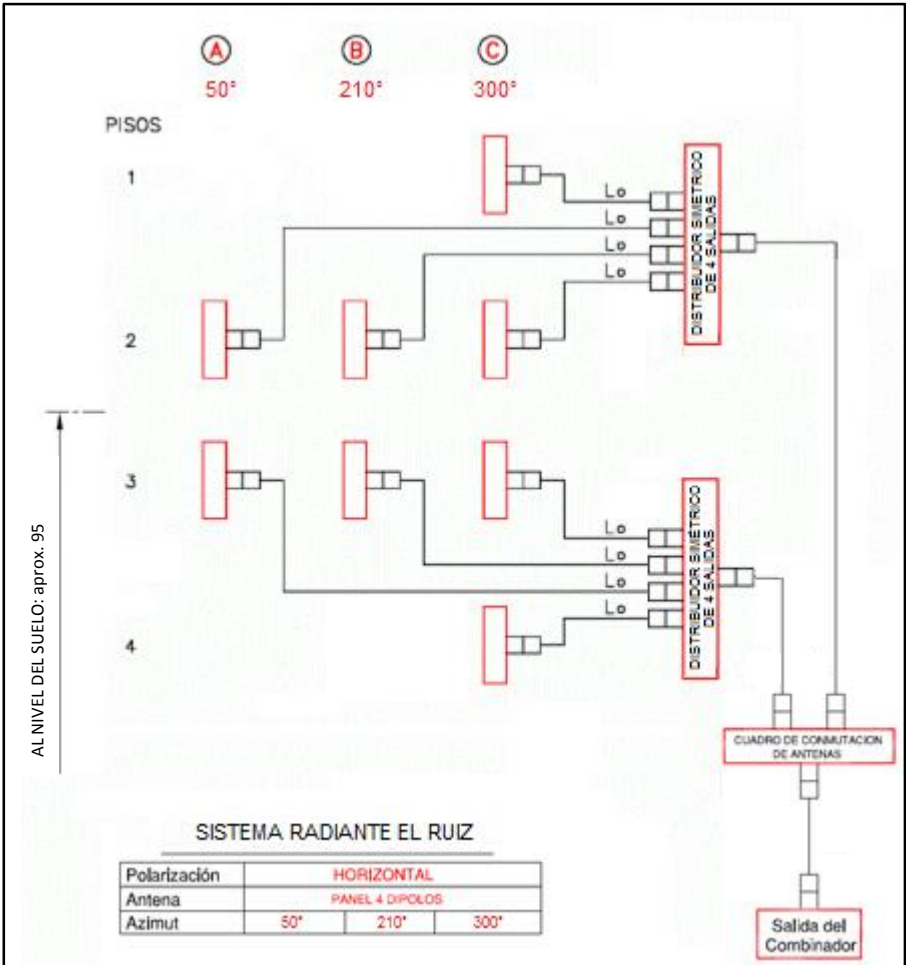 A B C
50° 210° 300°
PISOS
1
2
3
4
Lo
Lo
Lo
Lo
DISTRIBUIDOR SIMETRICO
DE 4 SALIDAS
Lo
Lo
Lo
Lo
DISTRIBUIDOR SIMÉTRICO
DE 4 SALIDAS
AL NIVEL DEL SUELO: aprox. 95
CUADRO DE CONMUTACION
DE ANTENAS
SISTEMA RADIANTE EL RUIZ
Polarización HORIZONTAL
Antena PANEL 4 DIPOLOS
Azimut 50° 210° 300°
Salida del
Combinador